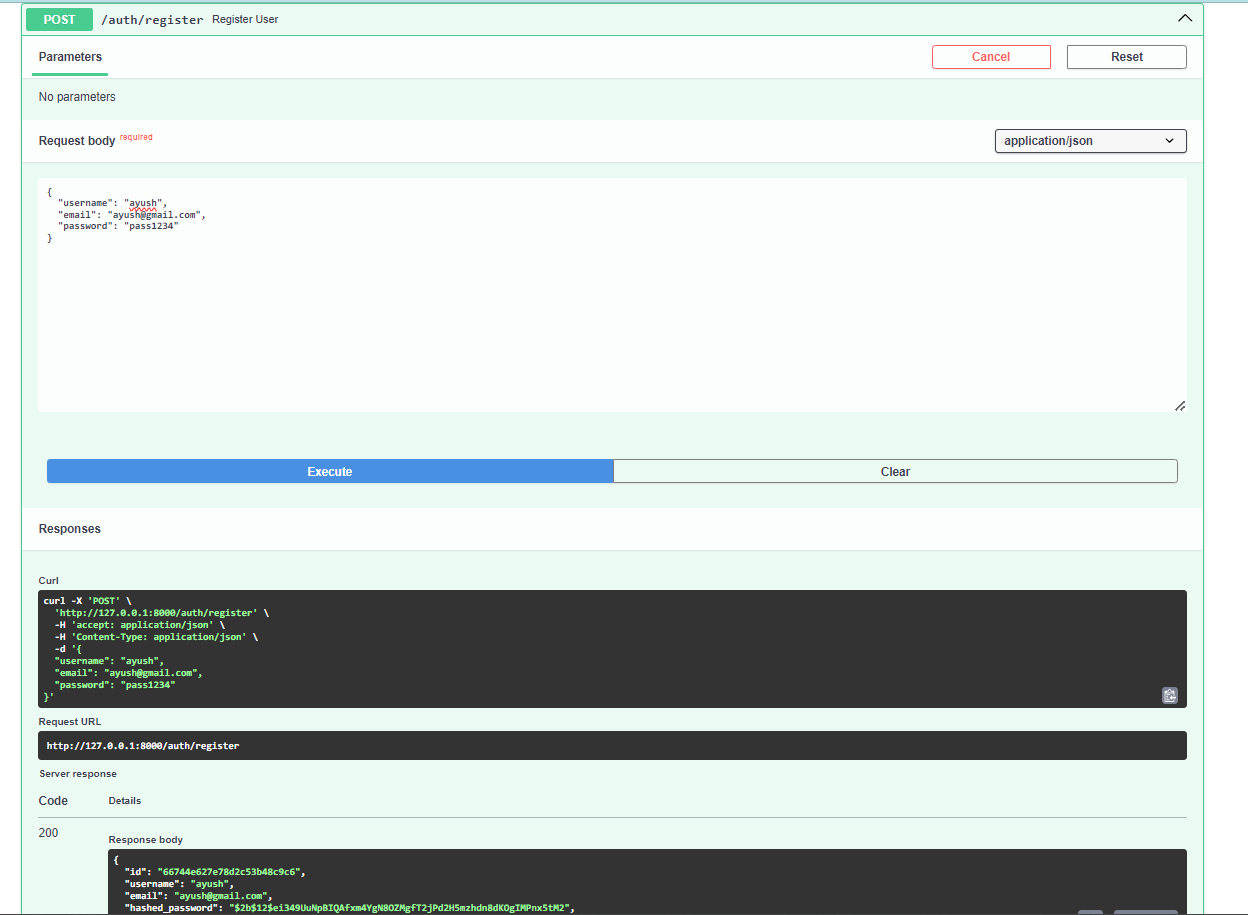 POST /auth/register Register User
Parameters
Cancel
Reset
No parameters
Request body required
application/json
{
  "username": "ayush",
  "email": "ayush@gmail.com",
  "password": "pass1234"
}
Execute
Clear
Responses
Curl
curl -X 'POST' \
  'http://127.0.0.1:8000/auth/register' \
  -H 'accept: application/json' \
  -H 'Content-Type: application/json' \
  -d '{
  "username": "ayush",
  "email": "ayush@gmail.com",
  "password": "pass1234"
}'
Request URL
http://127.0.0.1:8000/auth/register
Server response
Code Details
200
Response body
{
  "id": "66744e627e78d2c53b48c9c6",
  "username": "ayush",
  "email": "ayush@gmail.com",
  "hashed_password": "$2b$12$ei349UuNpBIQAfxm4YgN8OZMgfT2jPd2H5mzhdn8dKOgIMPnx5tM2",